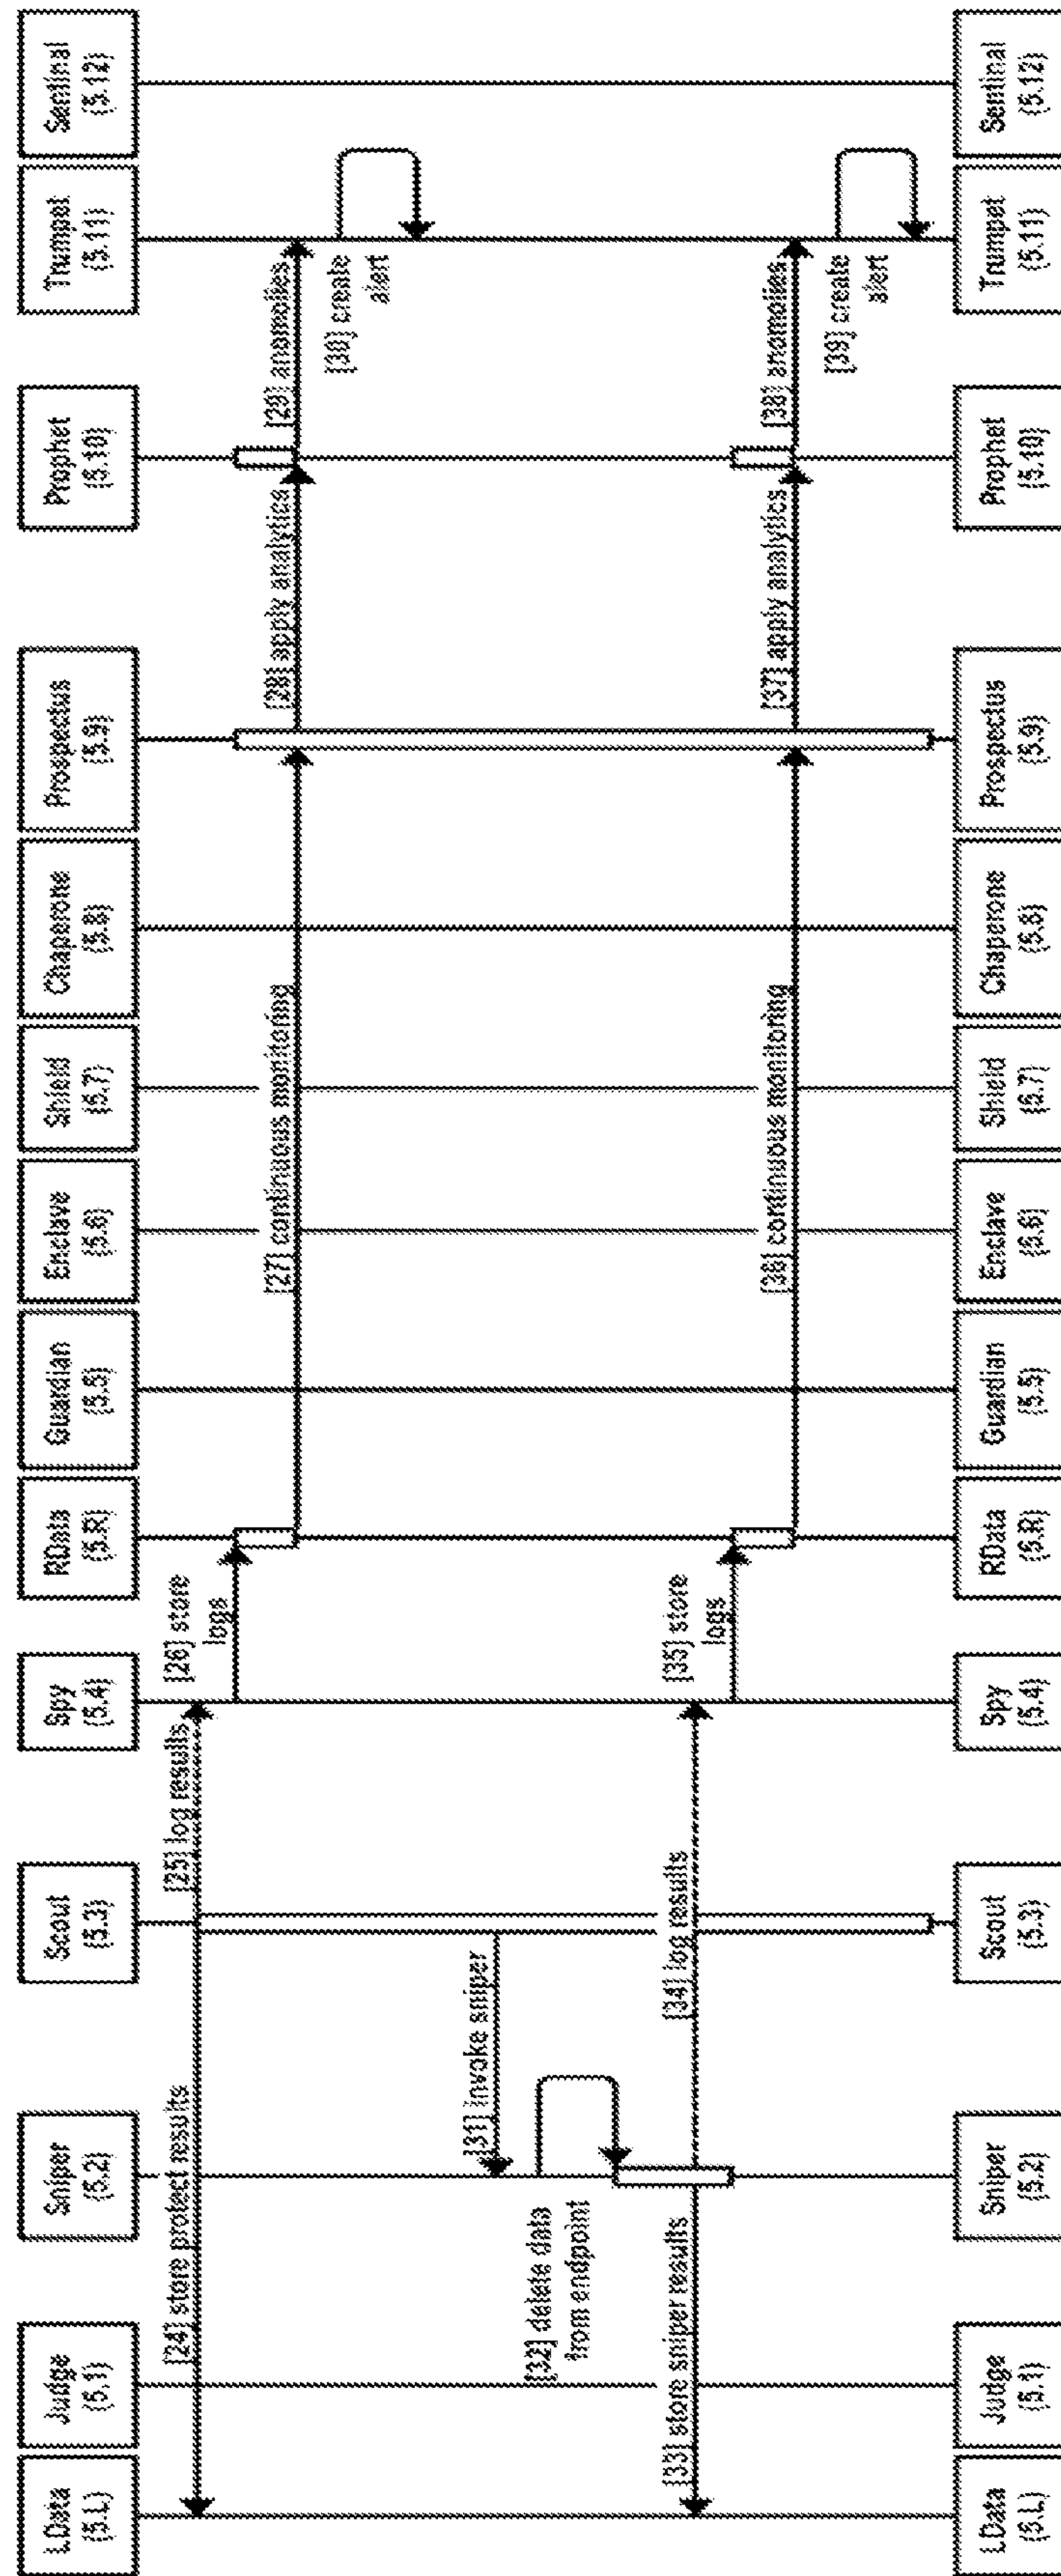 LData
(5.L)
Judge
(5.1)
Sniper
(5.2)
Scout
(5.3)
Spy
(5.4)
RData
(5.R)
Guardian
(5.5)
Enclave
(5.6)
Shield
(5.7)
Chaperone
(5.8)
Prospectus
(5.9)
Prophet
(5.10)
Trumpet
(5.11)
Sentinal
(5.12)
[24] store protect results
[25] log results
[26] store
logs
[27] continuous monitoring
[28] apply analytics
[29] anomolies
[30] create
alert
[31] invoke sniper
[32] delete data
from endpoint
[33] store sniper results
[34] log results
[35] store
logs
[36] continuous monitoring
[37] apply analytics
[38] anomolies
[39] create
alert
LData
(5.L)
Judge
(5.1)
Sniper
(5.2)
Scout
(5.3)
Spy
(5.4)
RData
(5.R)
Guardian
(5.5)
Enclave
(5.6)
Shield
(5.7)
Chaperone
(5.8)
Prospectus
(5.9)
Prophet
(5.10)
Trumpet
(5.11)
Sentinal
(5.12)